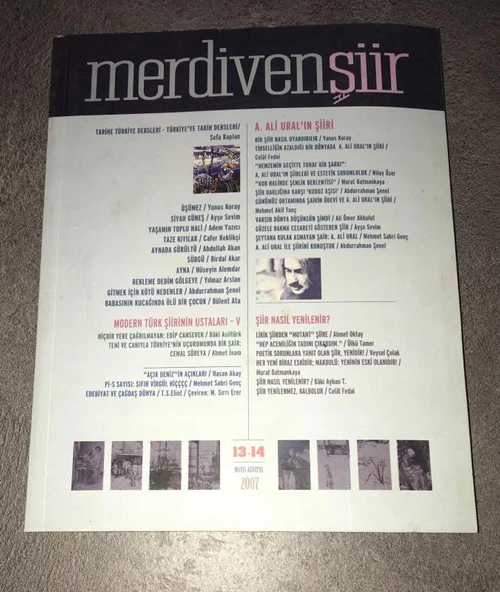 merdivenşiir
TARİHE TÜRKİYE DERSLERİ - TÜRKİYE'YE TARİH DERSLERİ/
Sefa Kaplan
ÜŞÜMEZ / Yunus Koray
SİYAH GÜNEŞ / Ayşe Sevim
YAŞAMIN TOPLU HALİ / Adem Yazıcı
TAZE KIYILAR / Cafer Keklikçi
AYNADA GÜRÜLTÜ / Abdullah Akan
SÜRGÜ / Birdal Akar
AYNA / Hüseyin Alemdar
BEKLEME DEDİM GÖLGEYE / Yılmaz Arslan
GİTMEK İÇİN KÖTÜ NEDENLER / Abdurrahman Şenel
BABASININ KUCAĞINDA ÖLÜ BİR ÇOCUK / Bülent Ata
MODERN TÜRK ŞİİRİNİN USTALARI - V
HİÇBİR YERE ÇAĞRILMAYAN: EDİP CANSEVER / Bâki Asiltürk
TENİ VE CANIYLA TÜRKİYE'NİN UÇURUMUNDA BİR ŞAİR:
CEMAL SÜREYA / Ahmet İnam
"AÇIK DENİZ"İN AÇIKLARI / Hasan Akay
Pİ-S SAYISI: SIFIR VİRGÜL HİÇÇÇÇ / Mehmet Sabri Genç
EDEBİYAT VE ÇAĞDAŞ DÜNYA / T.S.Eliot / Çeviren: M. Sırrı Erer
A. ALİ URAL'IN ŞİİRİ
BİR ŞİİR NASIL UYANDIRILIR / Yunus Koray
TİNSELLİĞİN AZALDIĞI BİR DÜNYADA A. ALİ URAL'IN ŞİİRİ /
Celâl Fedai
"BENZEMİN GEÇİTTE TUHAF BİR ŞARKI":
A. ALİ URAL'IN ŞİİRLERİ VE ESTETİK SORUMLULUK / Nilay Özer
"KOR HALİNDE ŞENLİK BEKLENTİSİ" / Murat Batmankaya
ŞİİR DARLIĞINA KARŞI 'KUDUZ AŞISI' / Abdurrahman Şenel
GÜNÜMÜZ ORTAMINDA ŞAİRİN ÖDEVİ VE A. ALİ URAL'IN ŞİİRİ /
Mehmet Akif Tunç
VARSIN DÜNYA DÜŞÜNSÜN ŞİMDİ / Ali Ömer Akbulut
GÜZELE BAKMA CESARETİ GÖSTEREN ŞİİR / Ayşe Sevim
ŞEYTANA KULAK ASMAYAN ŞAİR: A. ALİ URAL / Mehmet Sabri Genç
A. ALİ URAL İLE ŞİİRİNİ KONUŞTUK / Abdurrahman Şenel
ŞİİR NASIL YENİLENİR?
LİRİK ŞİİRDEN "MUTANT" ŞİİRE / Ahmet Oktay
"HEP ACEMİLİĞİN TADINI ÇIKARDIM." / Ülkü Tamer
POETİK SORUNLARA YANIT OLAN ŞİİR, YENİDİR! / Veysel Çolak
HER YENİ BİRAZ ESKİDİR; MAKBULÜ: YENİNİN ESKİ OLANIDIR! /
Murat Batmankaya
ŞİİR NASIL YENİLENİR? / Bâki Ayhan T.
ŞİİR YENİLENMEZ, KALBOLUR / Celâl Fedai
13-14
MAYIS AĞUSTOS
2007